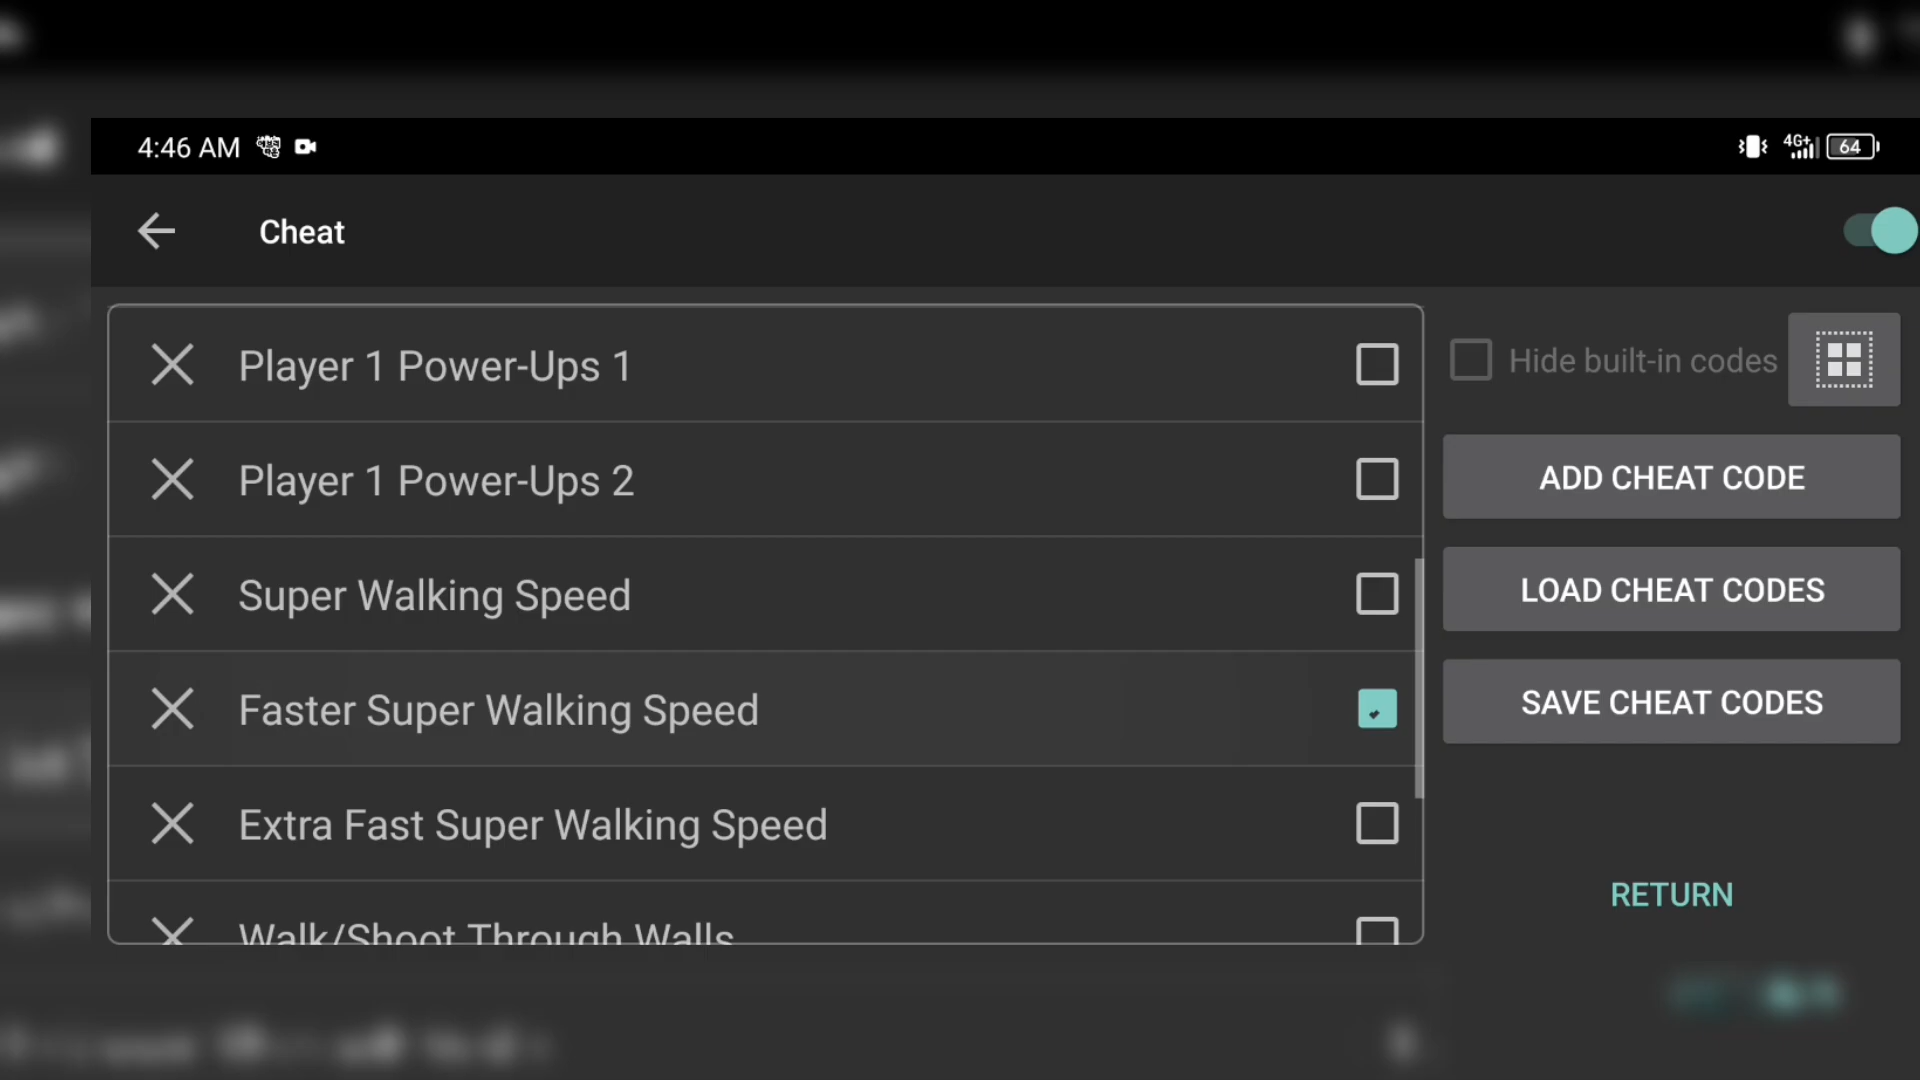 4:46 AM
4G+
64
Cheat
Player 1 Power-Ups 1
Hide built-in codes
Player 1 Power-Ups 2
ADD CHEAT CODE
Super Walking Speed
LOAD CHEAT CODES
Faster Super Walking Speed
SAVE CHEAT CODES
Extra Fast Super Walking Speed
RETURN
Walk/Shoot Through Walls